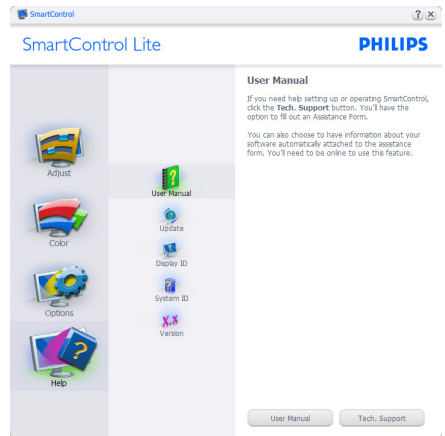 SmartControl
SmartControl Lite
PHILIPS
Adjust
Color
Options
Help
User Manual
Update
Display ID
System ID
X.X
Version
User Manual
If you need help setting up or operating SmartControl,
click the Tech. Support button. You'll have the
option to fill out an Assistance Form.
You can also choose to have information about your
software automatically attached to the assistance
form. You'll need to be online to use this feature.
User Manual
Tech. Support